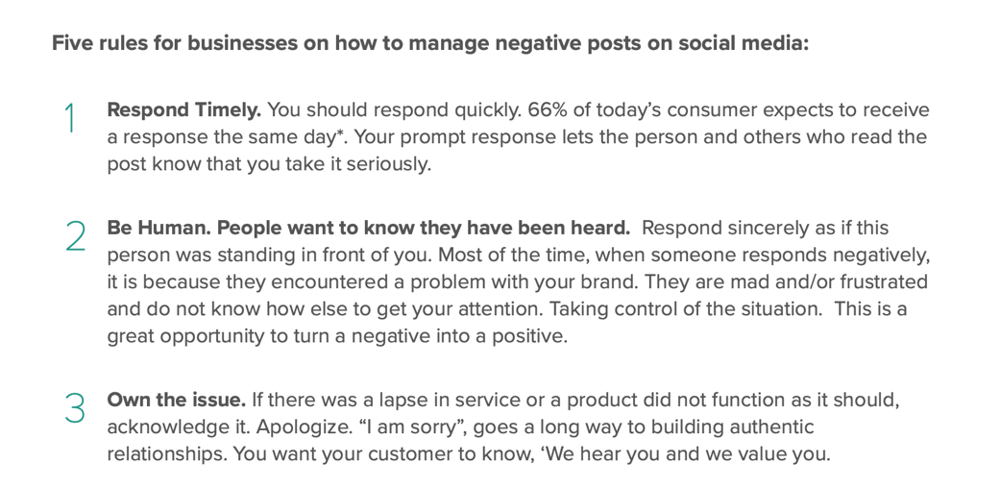 Five rules for businesses on how to manage negative posts on social media:
1
Respond Timely. You should respond quickly. 66% of today’s consumer expects to receive
a response the same day*. Your prompt response lets the person and others who read the
post know that you take it seriously.
2
Be Human. People want to know they have been heard.  Respond sincerely as if this
person was standing in front of you. Most of the time, when someone responds negatively,
it is because they encountered a problem with your brand. They are mad and/or frustrated
and do not know how else to get your attention. Taking control of the situation.  This is a
great opportunity to turn a negative into a positive.
3
Own the issue. If there was a lapse in service or a product did not function as it should,
acknowledge it. Apologize. “I am sorry”, goes a long way to building authentic
relationships. You want your customer to know, ‘We hear you and we value you.